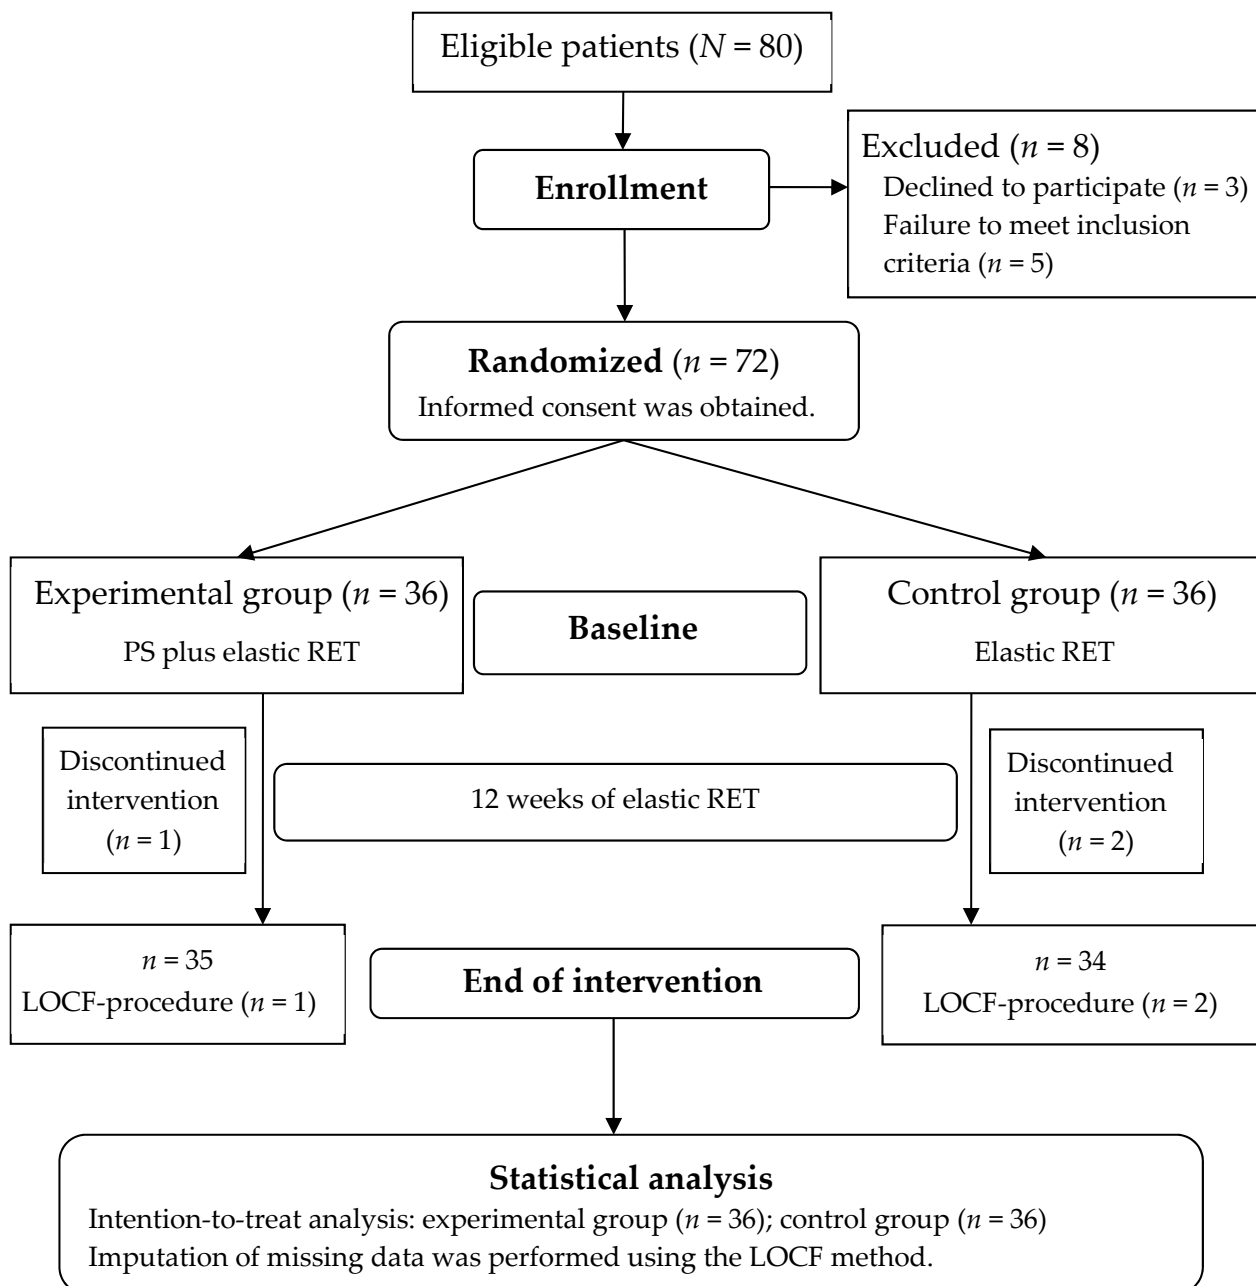 Eligible patients (N = 80)
Enrollment
Excluded (n = 8)
Declined to participate (n = 3)
Failure to meet inclusion
criteria (n = 5)
Randomized (n = 72)
Informed consent was obtained.
Experimental group (n = 36)
PS plus elastic RET
Baseline
Control group (n = 36)
Elastic RET
Discontinued
intervention
(n = 1)
12 weeks of elastic RET
Discontinued
intervention
(n = 2)
n = 35
LOCF-procedure (n = 1)
End of intervention
n = 34
LOCF-procedure (n = 2)
Statistical analysis
Intention-to-treat analysis: experimental group (n = 36); control group (n = 36)
Imputation of missing data was performed using the LOCF method.